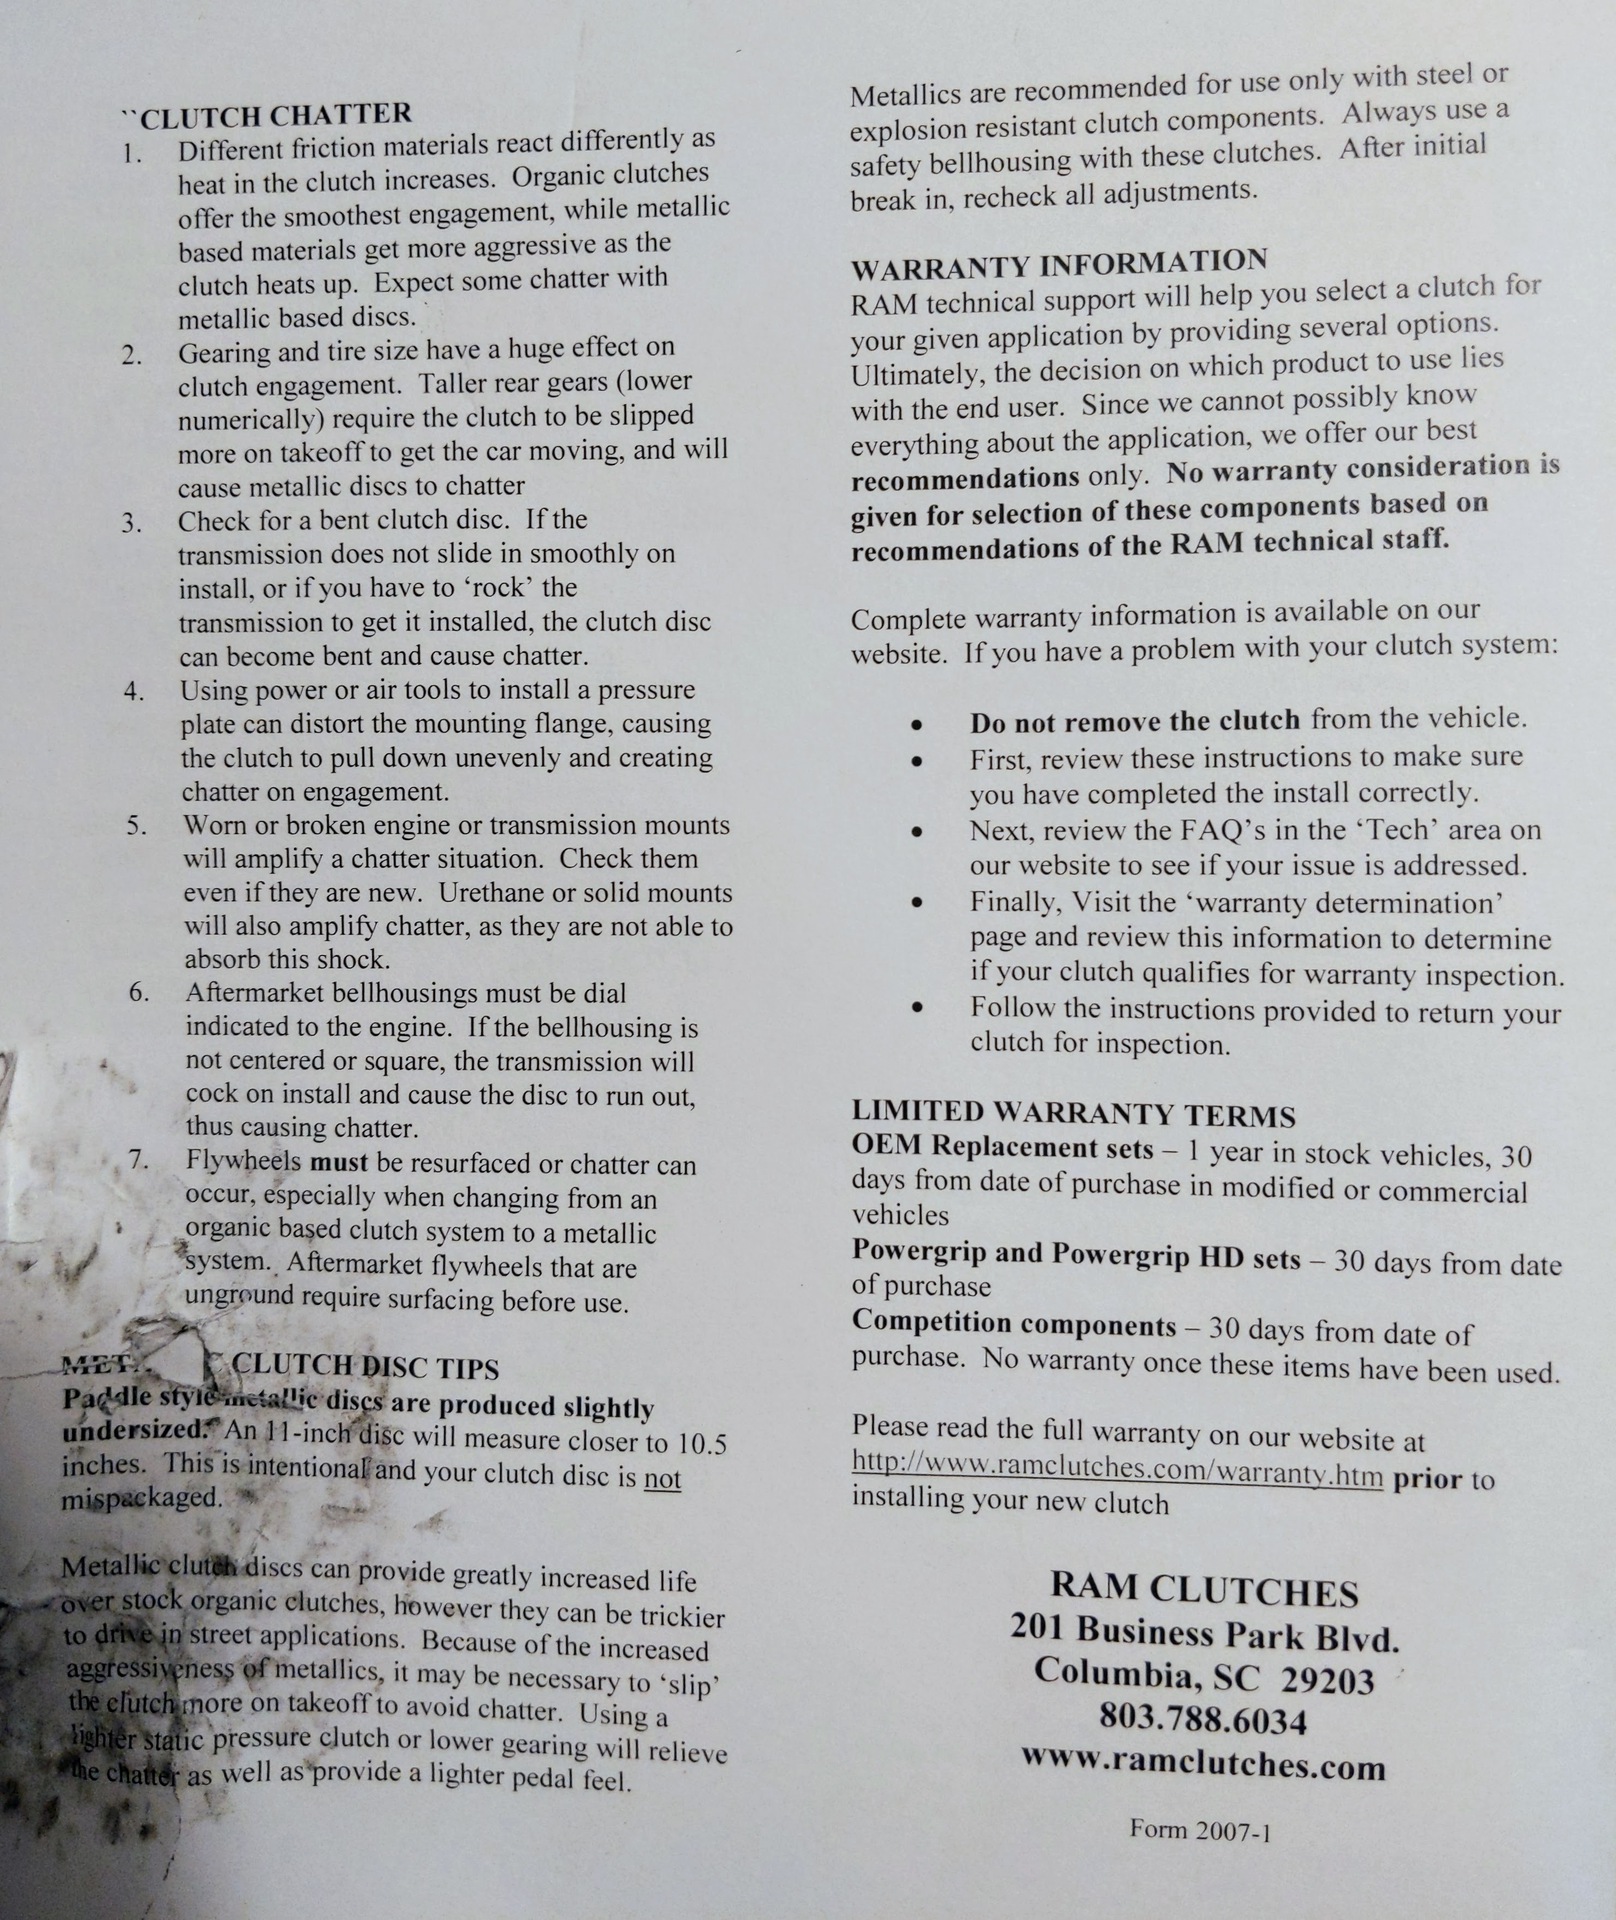 ``CLUTCH CHATTER
1. Different friction materials react differently as
heat in the clutch increases. Organic clutches
offer the smoothest engagement, while metallic
based materials get more aggressive as the
clutch heats up. Expect some chatter with
metallic based discs.
2. Gearing and tire size have a huge effect on
clutch engagement. Taller rear gears (lower
numerically) require the clutch to be slipped
more on takeoff to get the car moving, and will
cause metallic discs to chatter
3. Check for a bent clutch disc. If the
transmission does not slide in smoothly on
install, or if you have to ‘rock’ the
transmission to get it installed, the clutch disc
can become bent and cause chatter.
4. Using power or air tools to install a pressure
plate can distort the mounting flange, causing
the clutch to pull down unevenly and creating
chatter on engagement.
5. Worn or broken engine or transmission mounts
will amplify a chatter situation. Check them
even if they are new. Urethane or solid mounts
will also amplify chatter, as they are not able to
absorb this shock.
6. Aftermarket bellhousings must be dial
indicated to the engine. If the bellhousing is
not centered or square, the transmission will
cock on install and cause the disc to run out,
thus causing chatter.
7. Flywheels must be resurfaced or chatter can
occur, especially when changing from an
organic based clutch system to a metallic
system. Aftermarket flywheels that are
unground require surfacing before use.
CLUTCH DISC TIPS
Paddle style metallic discs are produced slightly
undersized. An 11-inch disc will measure closer to 10.5
inches. This is intentional and your clutch disc is not
mispackaged.
Metallic clutch discs can provide greatly increased life
over stock organic clutches, however they can be trickier
to drive in street applications. Because of the increased
aggressiveness of metallics, it may be necessary to ‘slip’
the clutch more on takeoff to avoid chatter. Using a
lighter static pressure clutch or lower gearing will relieve
the chatter as well as provide a lighter pedal feel.
Metallics are recommended for use only with steel or
explosion resistant clutch components. Always use a
safety bellhousing with these clutches. After initial
break in, recheck all adjustments.
WARRANTY INFORMATION
RAM technical support will help you select a clutch for
your given application by providing several options.
Ultimately, the decision on which product to use lies
with the end user. Since we cannot possibly know
everything about the application, we offer our best
recommendations only. No warranty consideration is
given for selection of these components based on
recommendations of the RAM technical staff.
Complete warranty information is available on our
website. If you have a problem with your clutch system:
• Do not remove the clutch from the vehicle.
• First, review these instructions to make sure
you have completed the install correctly.
• Next, review the FAQ’s in the ‘Tech’ area on
our website to see if your issue is addressed.
• Finally, Visit the ‘warranty determination’
page and review this information to determine
if your clutch qualifies for warranty inspection.
• Follow the instructions provided to return your
clutch for inspection.
LIMITED WARRANTY TERMS
OEM Replacement sets – 1 year in stock vehicles, 30
days from date of purchase in modified or commercial
vehicles
Powergrip and Powergrip HD sets – 30 days from date
of purchase
Competition components – 30 days from date of
purchase. No warranty once these items have been used.
Please read the full warranty on our website at
http://www.ramclutches.com/warranty.htm prior to
installing your new clutch
RAM CLUTCHES
201 Business Park Blvd.
Columbia, SC 29203
803.788.6034
www.ramclutches.com
Form 2007-1